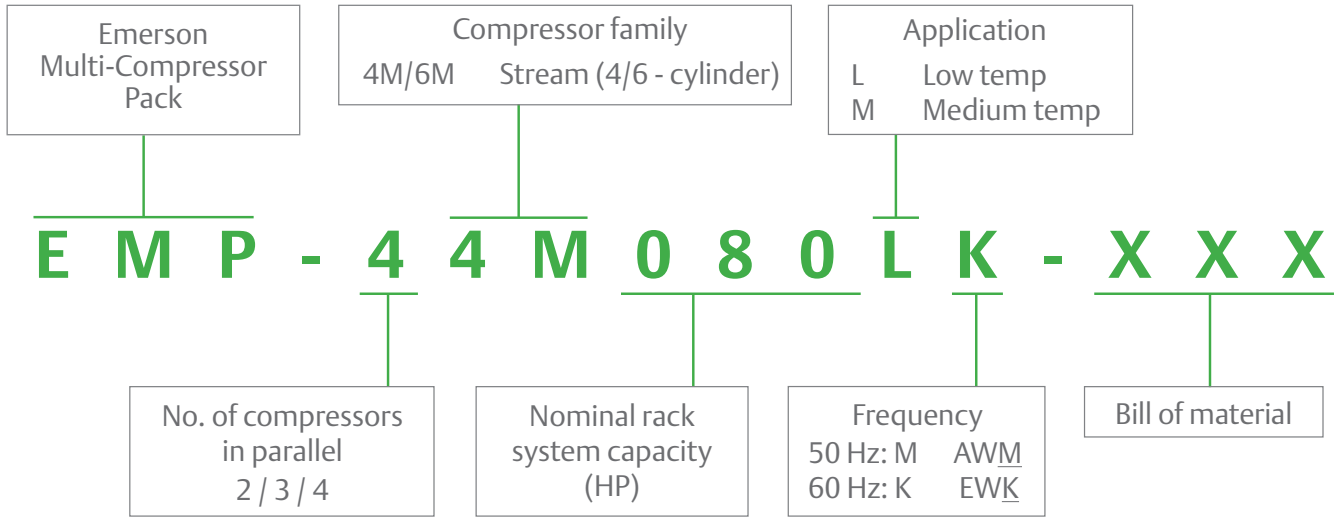 Emerson
Multi-Compressor
Pack
Compressor family
4M/6M Stream (4/6 - cylinder)
Application
L Low temp
M Medium temp
E M P - 4 4 M 0 8 0 L K - X X X
No. of compressors
in parallel
2 / 3 / 4
Nominal rack
system capacity
(HP)
Frequency
50 Hz: M AWM
60 Hz: K EWK
Bill of material